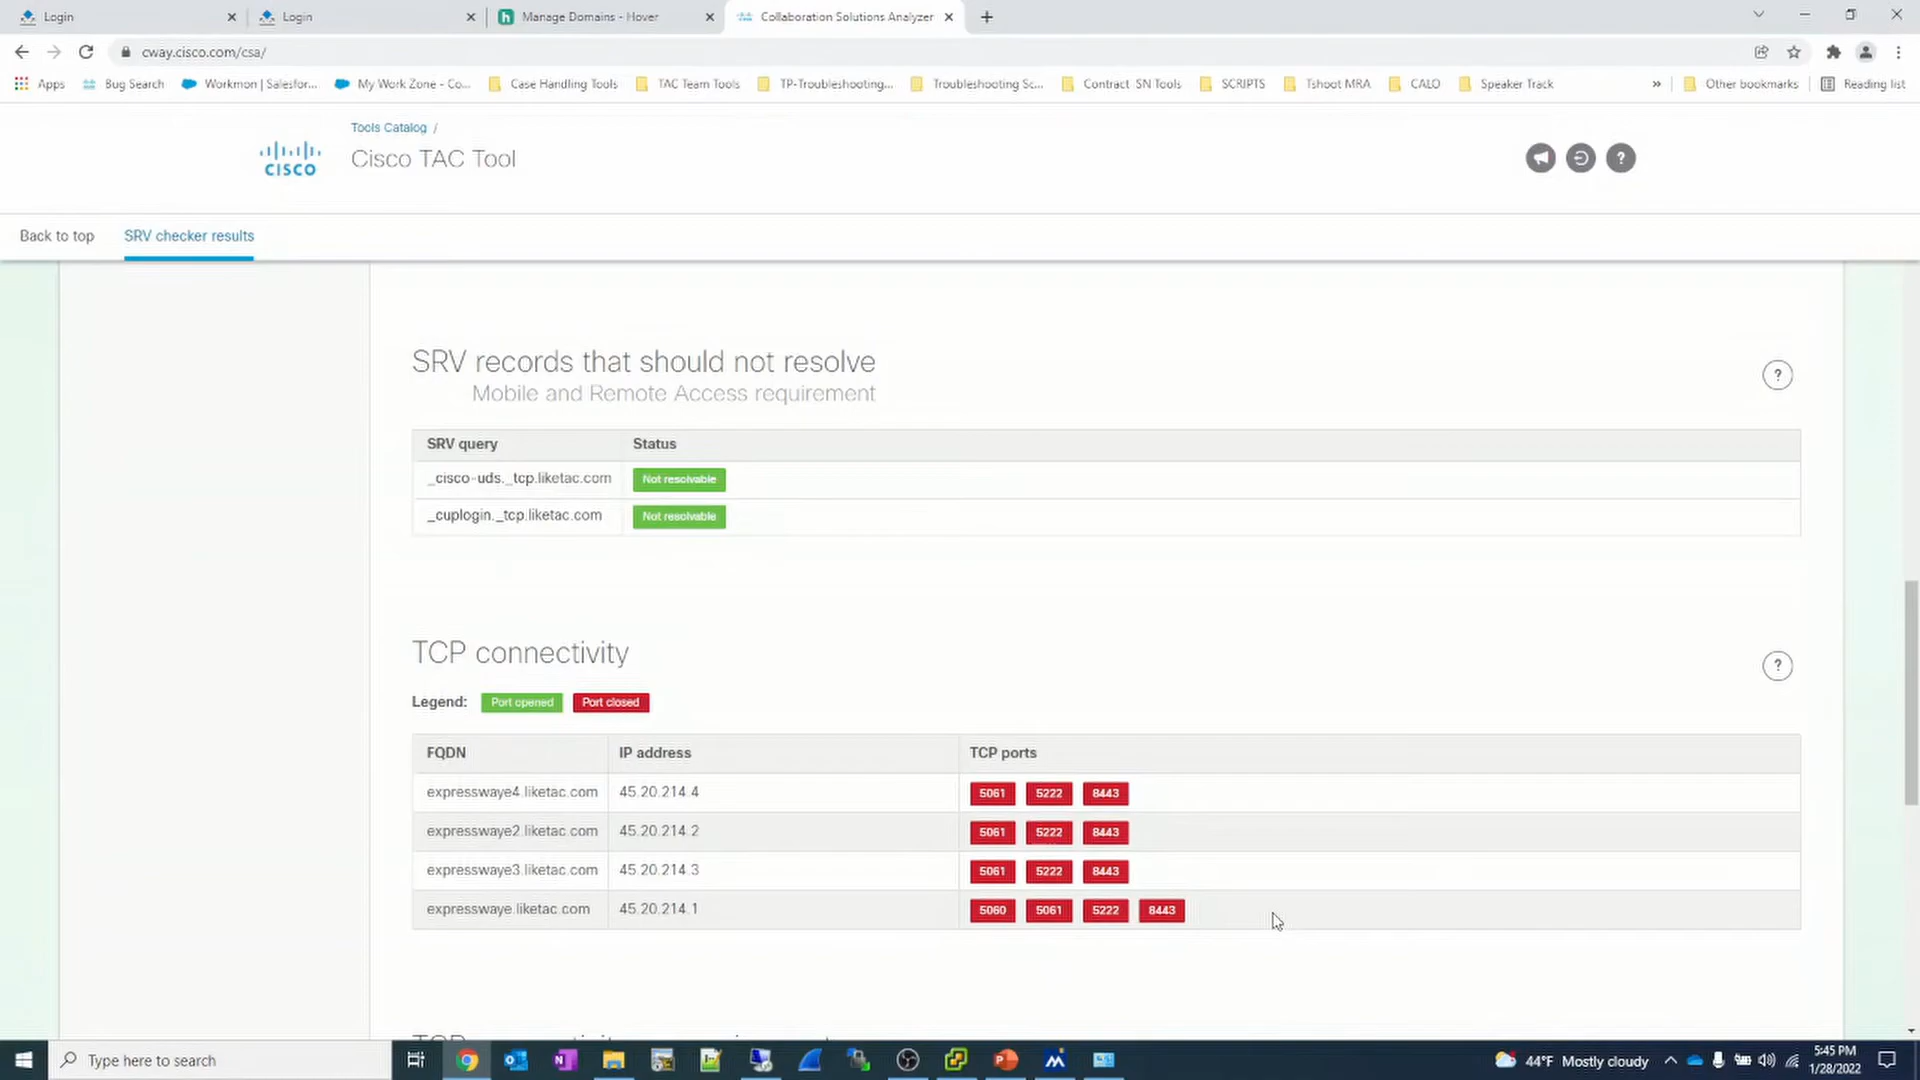 Login
Login
Manage Domains - Hover
Collaboration Solutions Analyzer
cway.cisco.com/csa/
Apps
Bug Search
Workmon | Salesfor...
My Work Zone - Co...
Case Handling Tools
TAC Team Tools
TP-Troubleshooting...
Troubleshooting Sc...
Contract SN Tools
SCRIPTS
Tshoot MRA
CALO
Speaker Track
»
Other bookmarks
Reading list
Tools Catalog /
CISCO
Cisco TAC Tool
?
Back to top
SRV checker results
SRV records that should not resolve
Mobile and Remote Access requirement
?
SRV query Status
_cisco-uds._tcp.liketac.com Not resolvable
_cuplogin._tcp.liketac.com Not resolvable
TCP connectivity
?
Legend: Port opened Port closed
FQDN IP address TCP ports
expresswaye4.liketac.com 45.20.214.4 5061 5222 8443
expresswaye2.liketac.com 45.20.214.2 5061 5222 8443
expresswaye3.liketac.com 45.20.214.3 5061 5222 8443
expresswaye.liketac.com 45.20.214.1 5060 5061 5222 8443
Type here to search
44°F Mostly cloudy
5:45 PM
1/28/2022